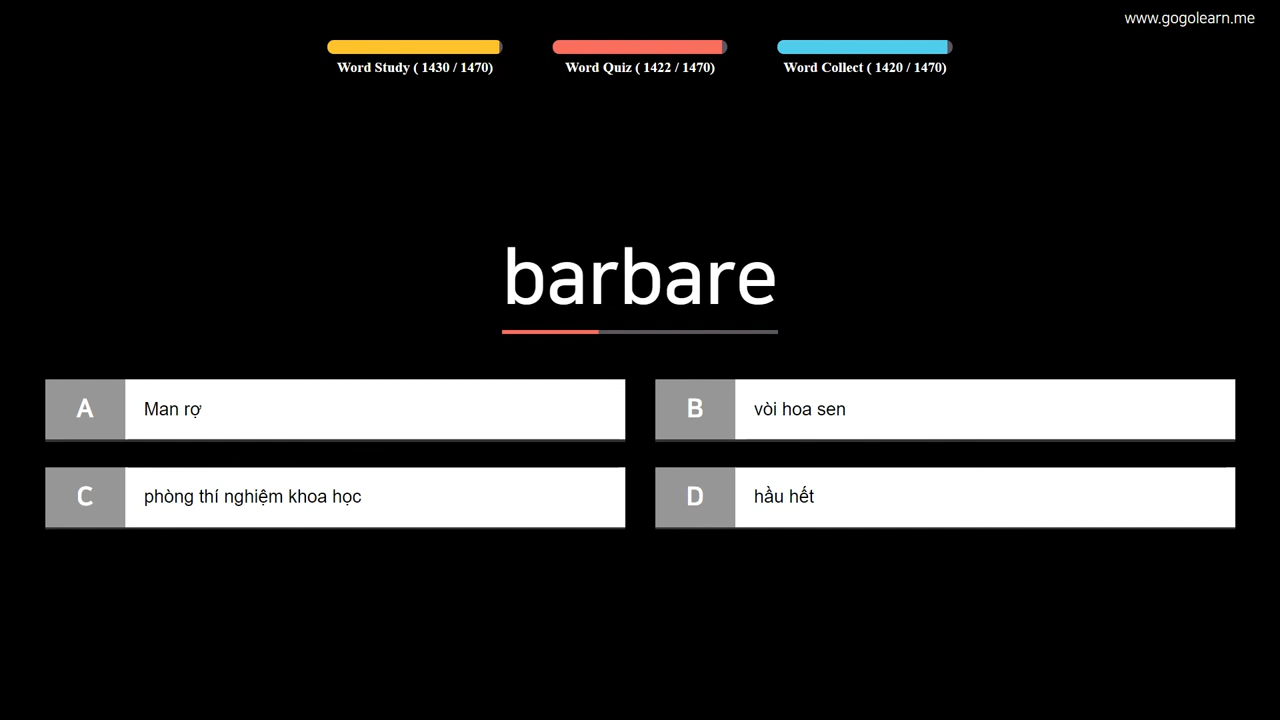 www.gogolearn.me
Word Study ( 1430 / 1470)
Word Quiz ( 1422 / 1470)
Word Collect ( 1420 / 1470)
barbare
A Man rợ
B vòi hoa sen
C phòng thí nghiệm khoa học
D hầu hết